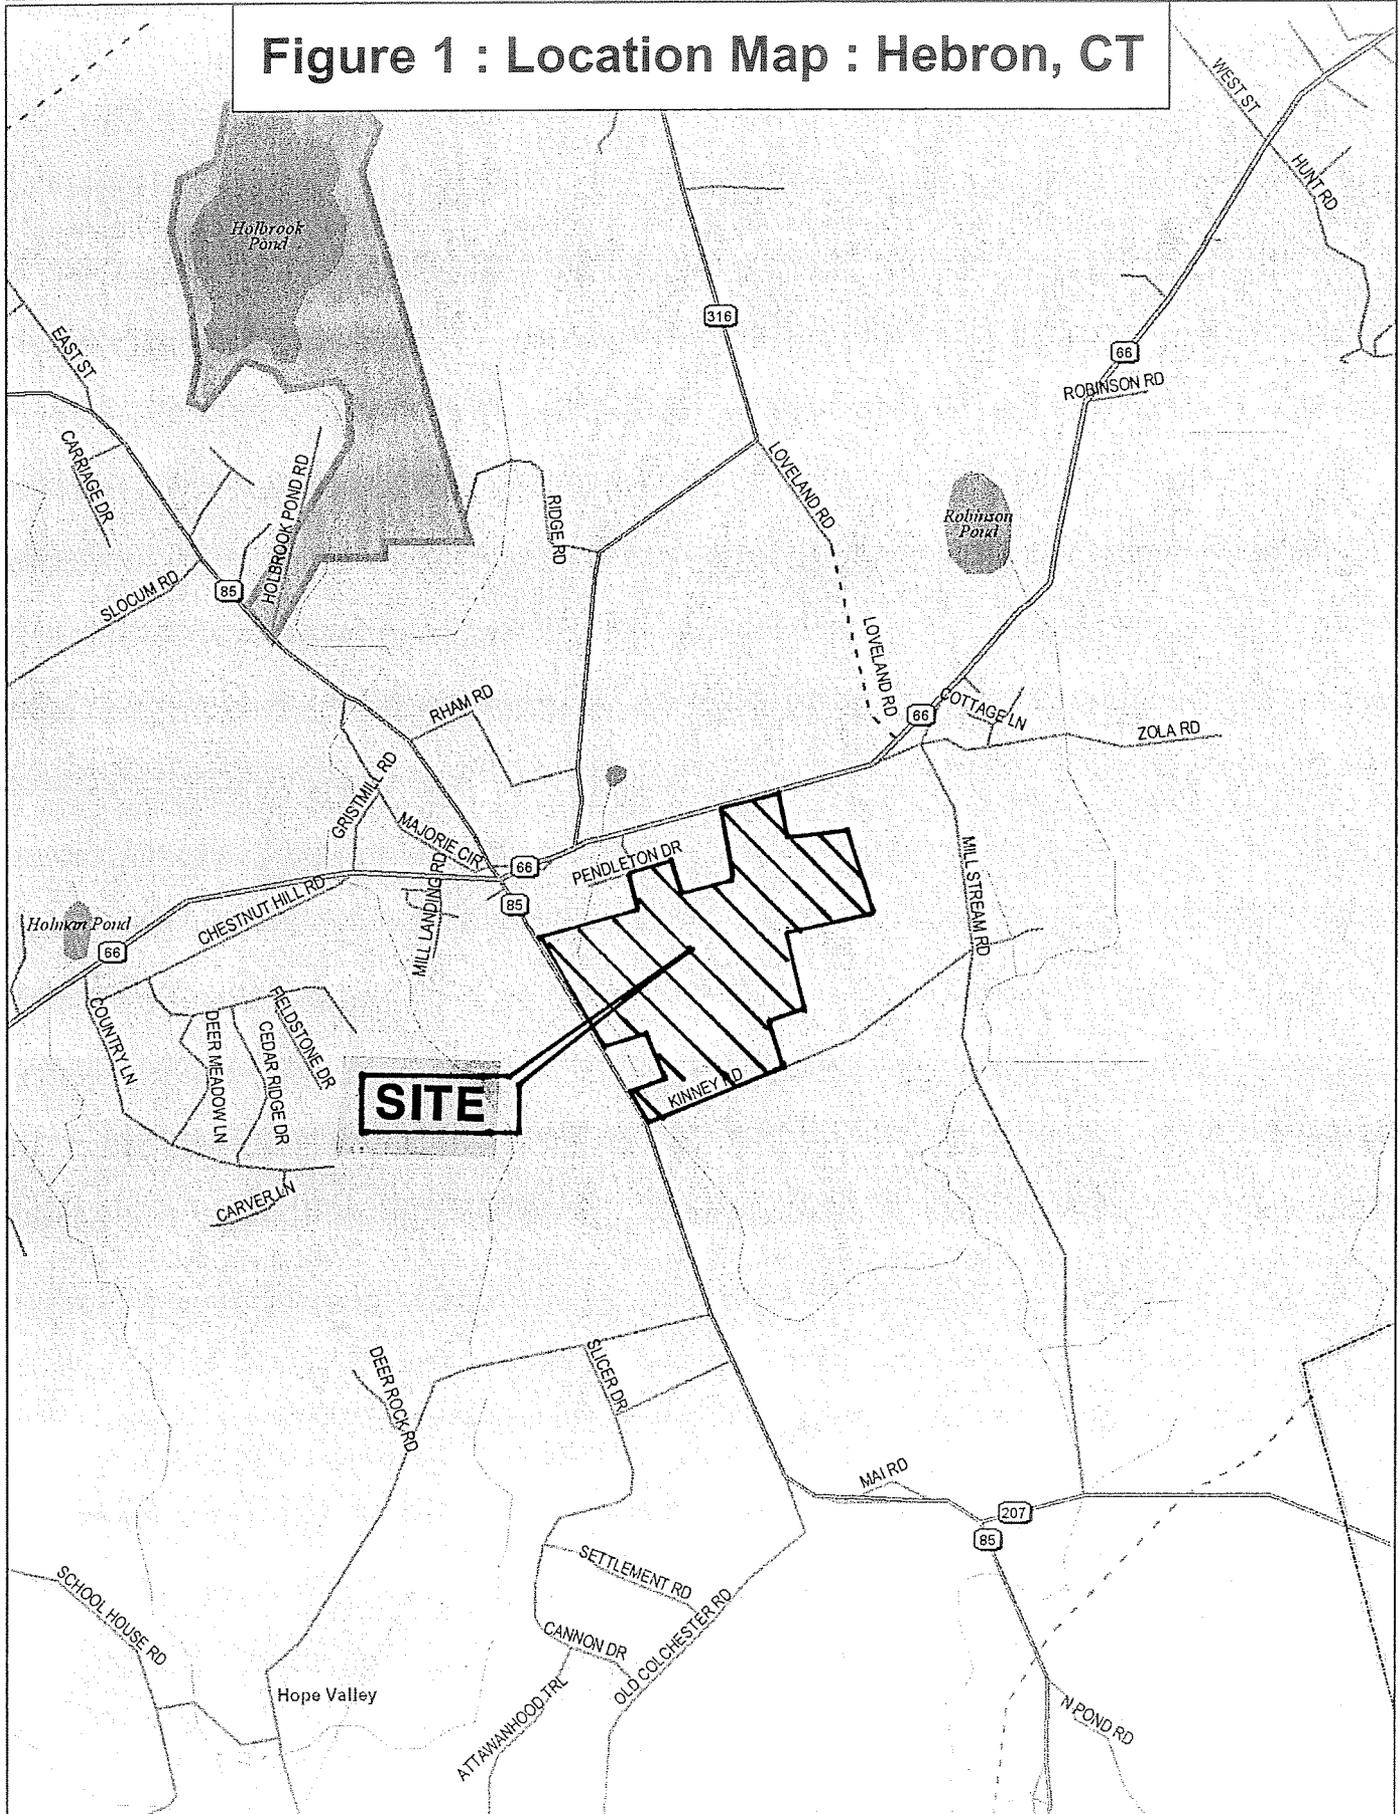 Figure 1 : Location Map : Hebron, CT
WEST ST
HUNT RD
Holbrook
Pond
316
EAST ST
66
ROBINSON RD
CARRIAGE DR
HOLBROOK POND RD
RIDGE RD
LOVELAND RD
Robinson
Pond
SLOCUM RD
85
LOVELAND RD
RHAM RD
66
COTTAGE LN
ZOLA RD
GRISTMILL RD
MAJORIE CIR
66
PENDLETON DR
MILL STREAM RD
CHESTNUT HILL RD
MILL LANDING RD
85
Holman Pond
66
COUNTRY LN
DEER MEADOW LN
CEDAR RIDGE DR
FIELDSTONE DR
SITE
KINNEY RD
CARVER LN
DEER ROCK RD
SLICER DR
MAI RD
207
85
SCHOOL HOUSE RD
SETTLEMENT RD
CANNON DR
OLD COLCHESTER RD
Hope Valley
ATTAWANHOOD TRL
N POND RD